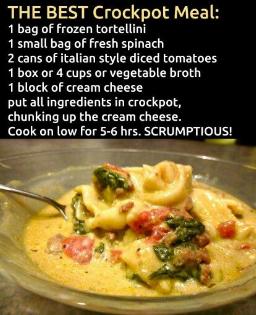 THE BEST Crockpot Meal:
1 bag of frozen tortellini
1 small bag of fresh spinach
2 cans of italian style diced tomatoes
1 box or 4 cups or vegetable broth
1 block of cream cheese
put all ingredients in crockpot,
chunking up the cream cheese.
Cook on low for 5-6 hrs. SCRUMPTIOUS!